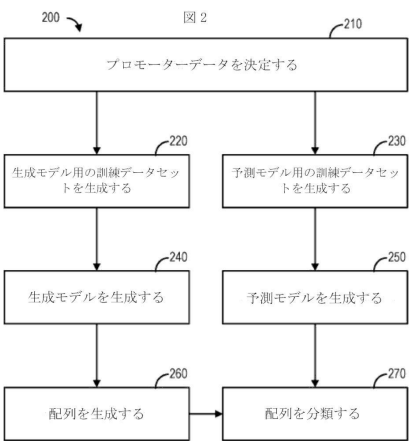 200
図 2
210
プロモーターデータを決定する
220
生成モデル用の訓練データセッ
トを生成する
230
予測モデル用の訓練データセッ
トを生成する
240
生成モデルを生成する
250
予測モデルを生成する
260
配列を生成する
270
配列を分類する